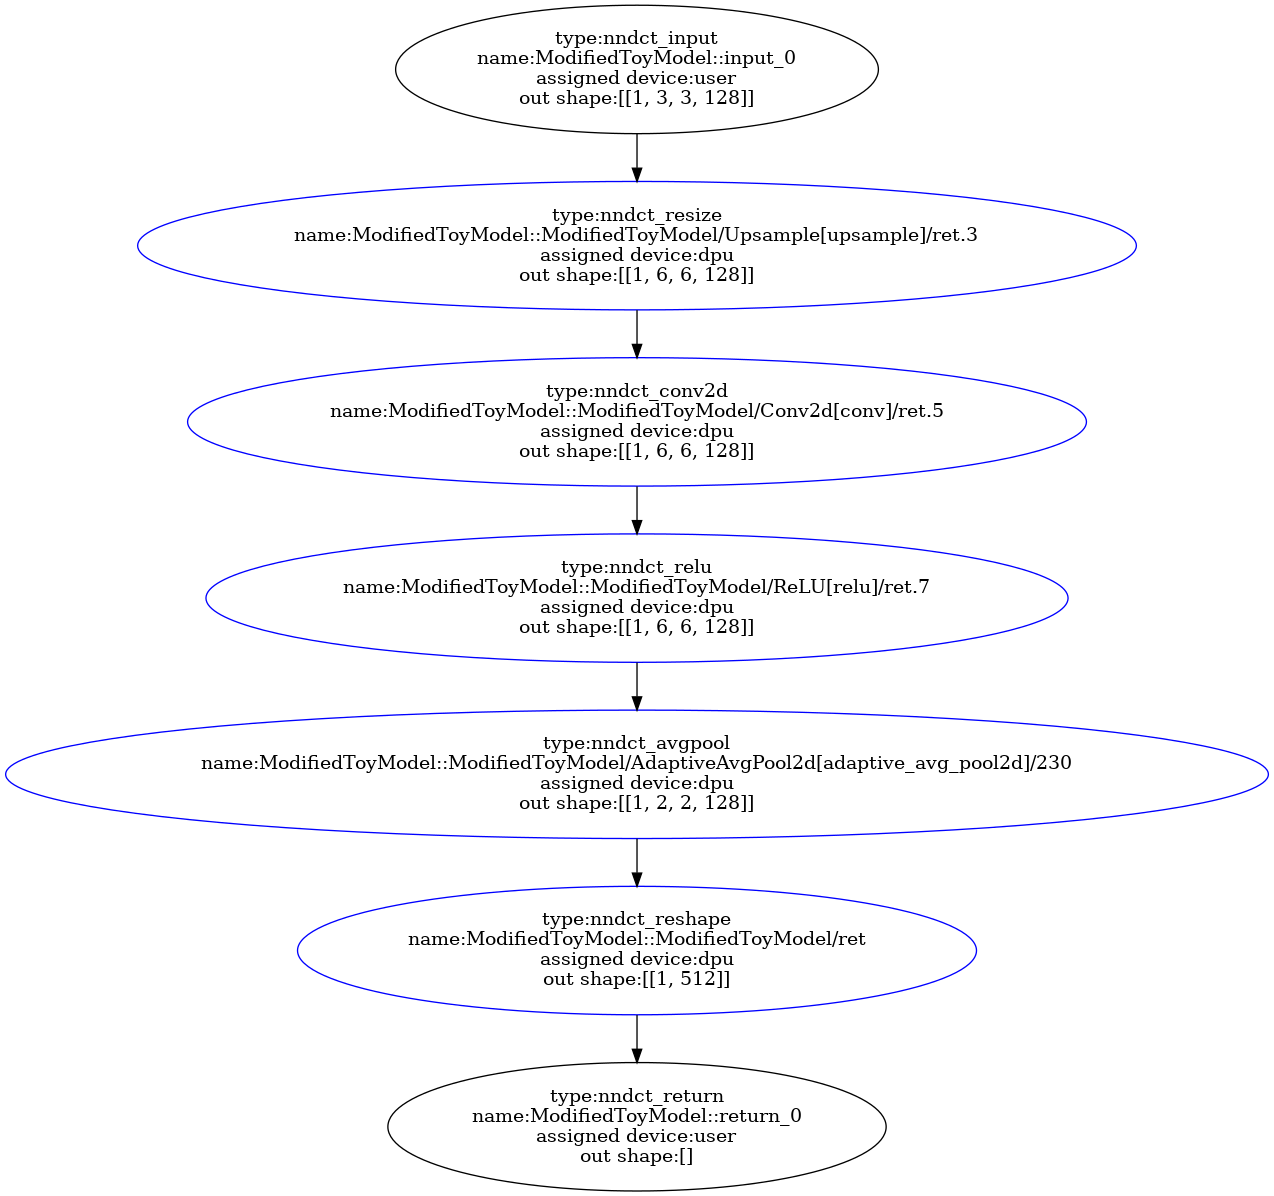 type:nndct_input
name:ModifiedToyModel::input_0
assigned device:user
out shape:[[1, 3, 3, 128]]
type:nndct_resize
name:ModifiedToyModel::ModifiedToyModel/Upsample[upsample]/ret.3
assigned device:dpu
out shape:[[1, 6, 6, 128]]
type:nndct_conv2d
name:ModifiedToyModel::ModifiedToyModel/Conv2d[conv]/ret.5
assigned device:dpu
out shape:[[1, 6, 6, 128]]
type:nndct_relu
name:ModifiedToyModel::ModifiedToyModel/ReLU[relu]/ret.7
assigned device:dpu
out shape:[[1, 6, 6, 128]]
type:nndct_avgpool
name:ModifiedToyModel::ModifiedToyModel/AdaptiveAvgPool2d[adaptive_avg_pool2d]/230
assigned device:dpu
out shape:[[1, 2, 2, 128]]
type:nndct_reshape
name:ModifiedToyModel::ModifiedToyModel/ret
assigned device:dpu
out shape:[[1, 512]]
type:nndct_return
name:ModifiedToyModel::return_0
assigned device:user
out shape:[]